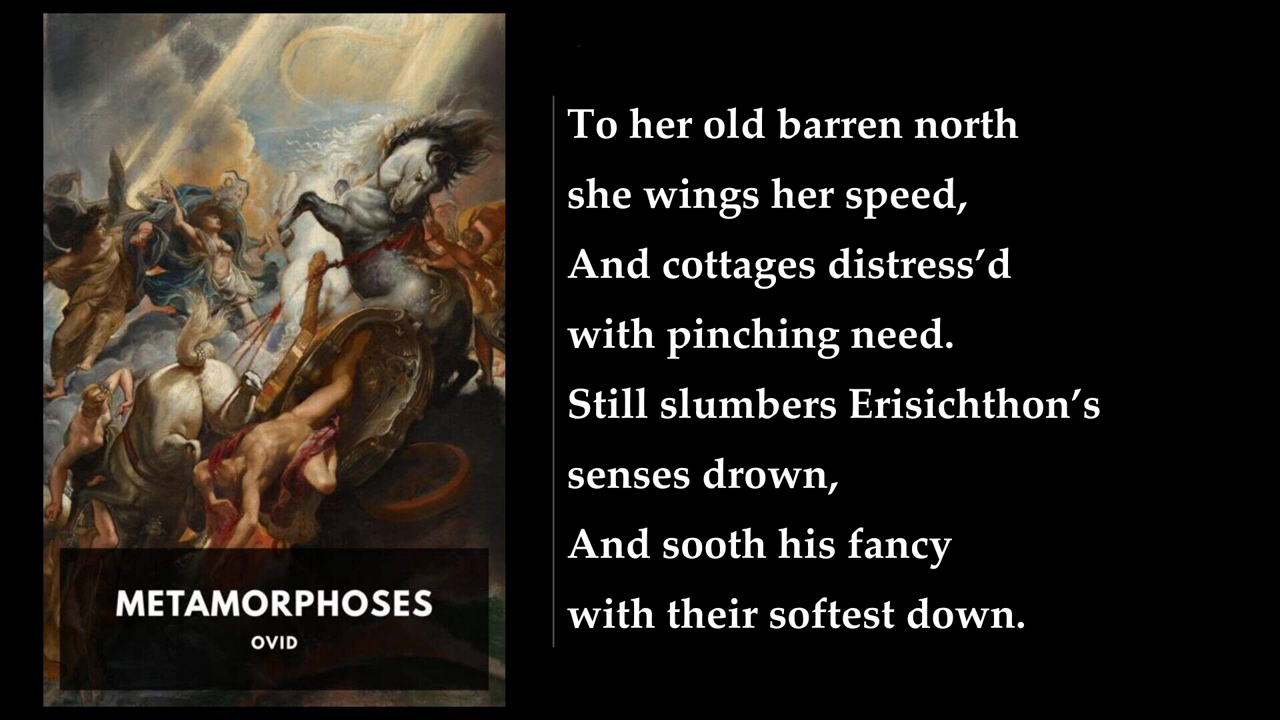 METAMORPHOSES
OVID
To her old barren north
she wings her speed,
And cottages distress’d
with pinching need.
Still slumbers Erisichthon’s
senses drown,
And sooth his fancy
with their softest down.